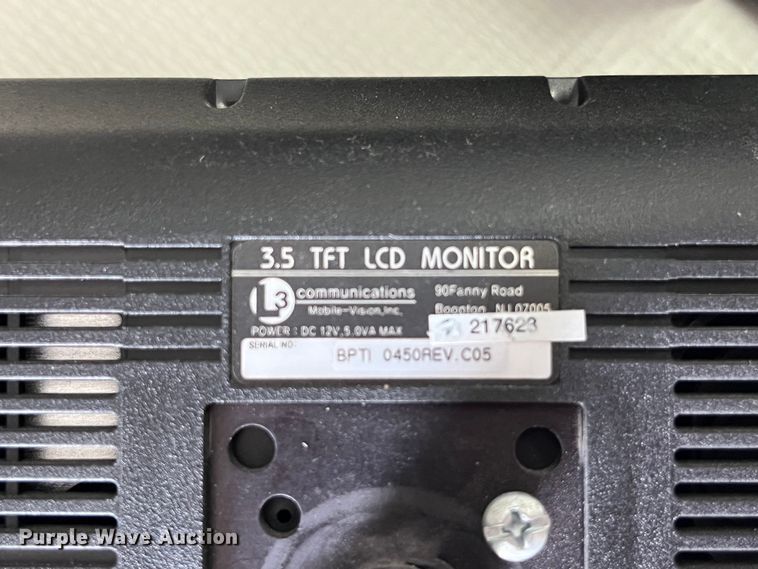 3.5 TFT LCD MONITOR
L3 communications
Mobile-Vision, Inc.
90Fanny Road
Boonton, NJ 07005
POWER : DC 12V, 5.0VA MAX
217623
SERIAL NO:
BPTI 0450REV.C05
Purple Wave Auction